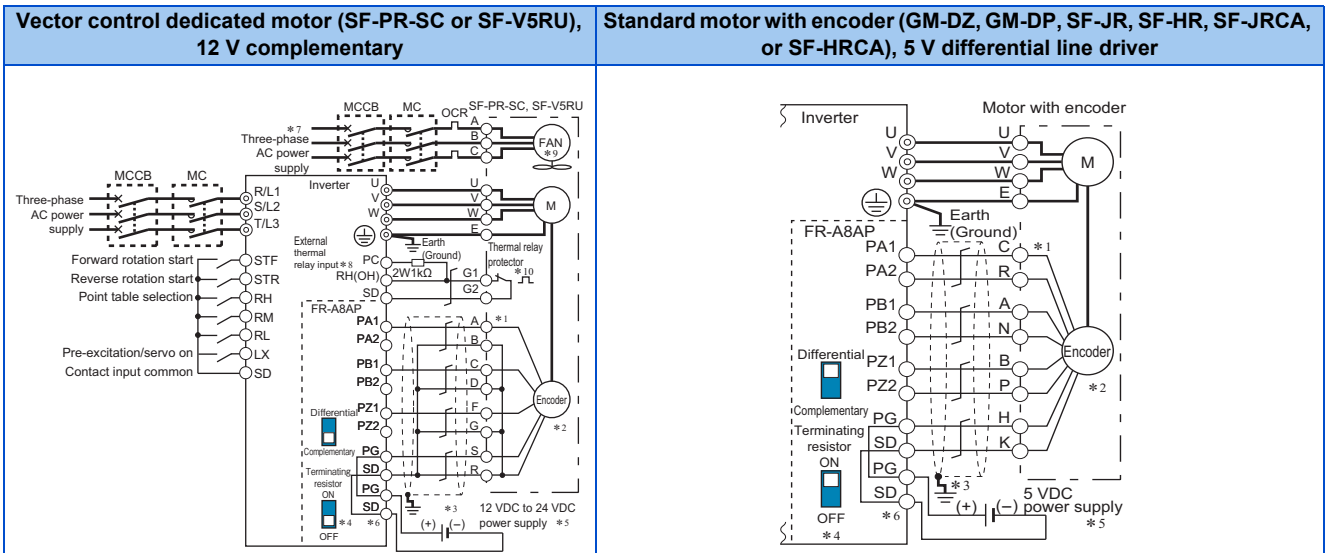 Vector control dedicated motor (SF-PR-SC or SF-V5RU),
12 V complementary
Standard motor with encoder (GM-DZ, GM-DP, SF-JR, SF-HR, SF-JRCA,
or SF-HRCA), 5 V differential line driver
MCCB
MC
OCR
SF-PR-SC, SF-V5RU
*7
Three-phase
AC power
supply
A
B
C
FAN
*9
MCCB
MC
Three-phase
AC power
supply
R/L1
S/L2
T/L3
Inverter
U
V
W
U
V
W
E
M
Earth
(Ground)
External
thermal
relay input*8
PC
RH(OH)
SD
2W1kΩ
G1
G2
Thermal relay
protector
*10
Forward rotation start
Reverse rotation start
Point table selection
Pre-excitation/servo on
Contact input common
STF
STR
RH
RM
RL
LX
SD
FR-A8AP
PA1
PA2
PB1
PB2
PZ1
PZ2
PG
SD
PG
SD
A
B
C
D
F
G
S
R
*1
Encoder
*2
Differential
Complementary
Terminating
resistor
ON
OFF
*4
*6
*3
(+)
(−)
12 VDC to 24 VDC
power supply
*5
Inverter
Motor with encoder
U
V
W
U
V
W
E
M
Earth
(Ground)
FR-A8AP
PA1
PA2
PB1
PB2
PZ1
PZ2
PG
SD
PG
SD
C
R
A
N
B
P
H
K
*1
Encoder
*2
Differential
Complementary
Terminating
resistor
ON
OFF
*4
*6
*3
(+)
(−)
5 VDC
power supply
*5